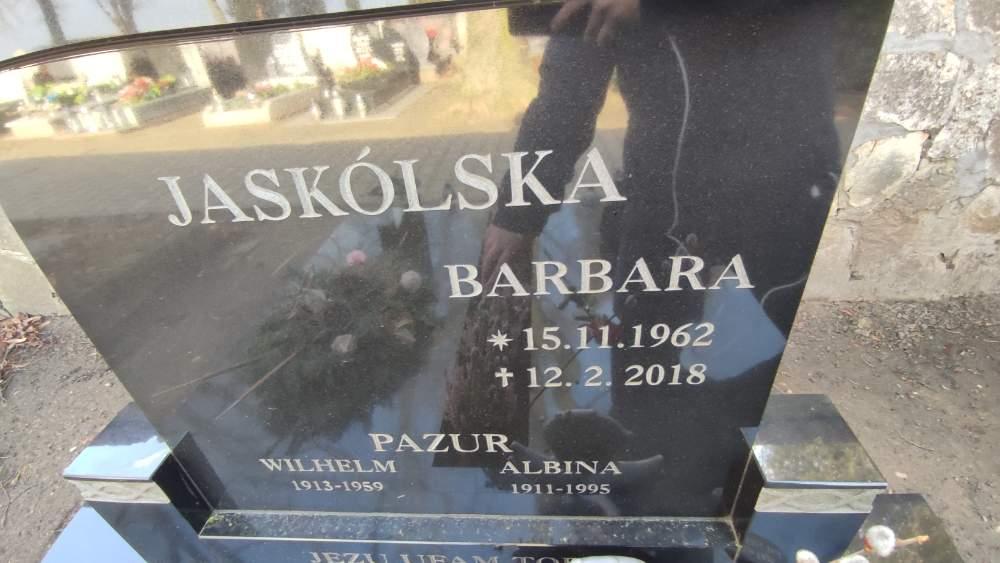 JASKÓLSKA
BARBARA
✷ 15.11.1962
✝ 12. 2. 2018
PAZUR
WILHELM ALBINA
1913-1959 1911-1995
JEZU UFAM